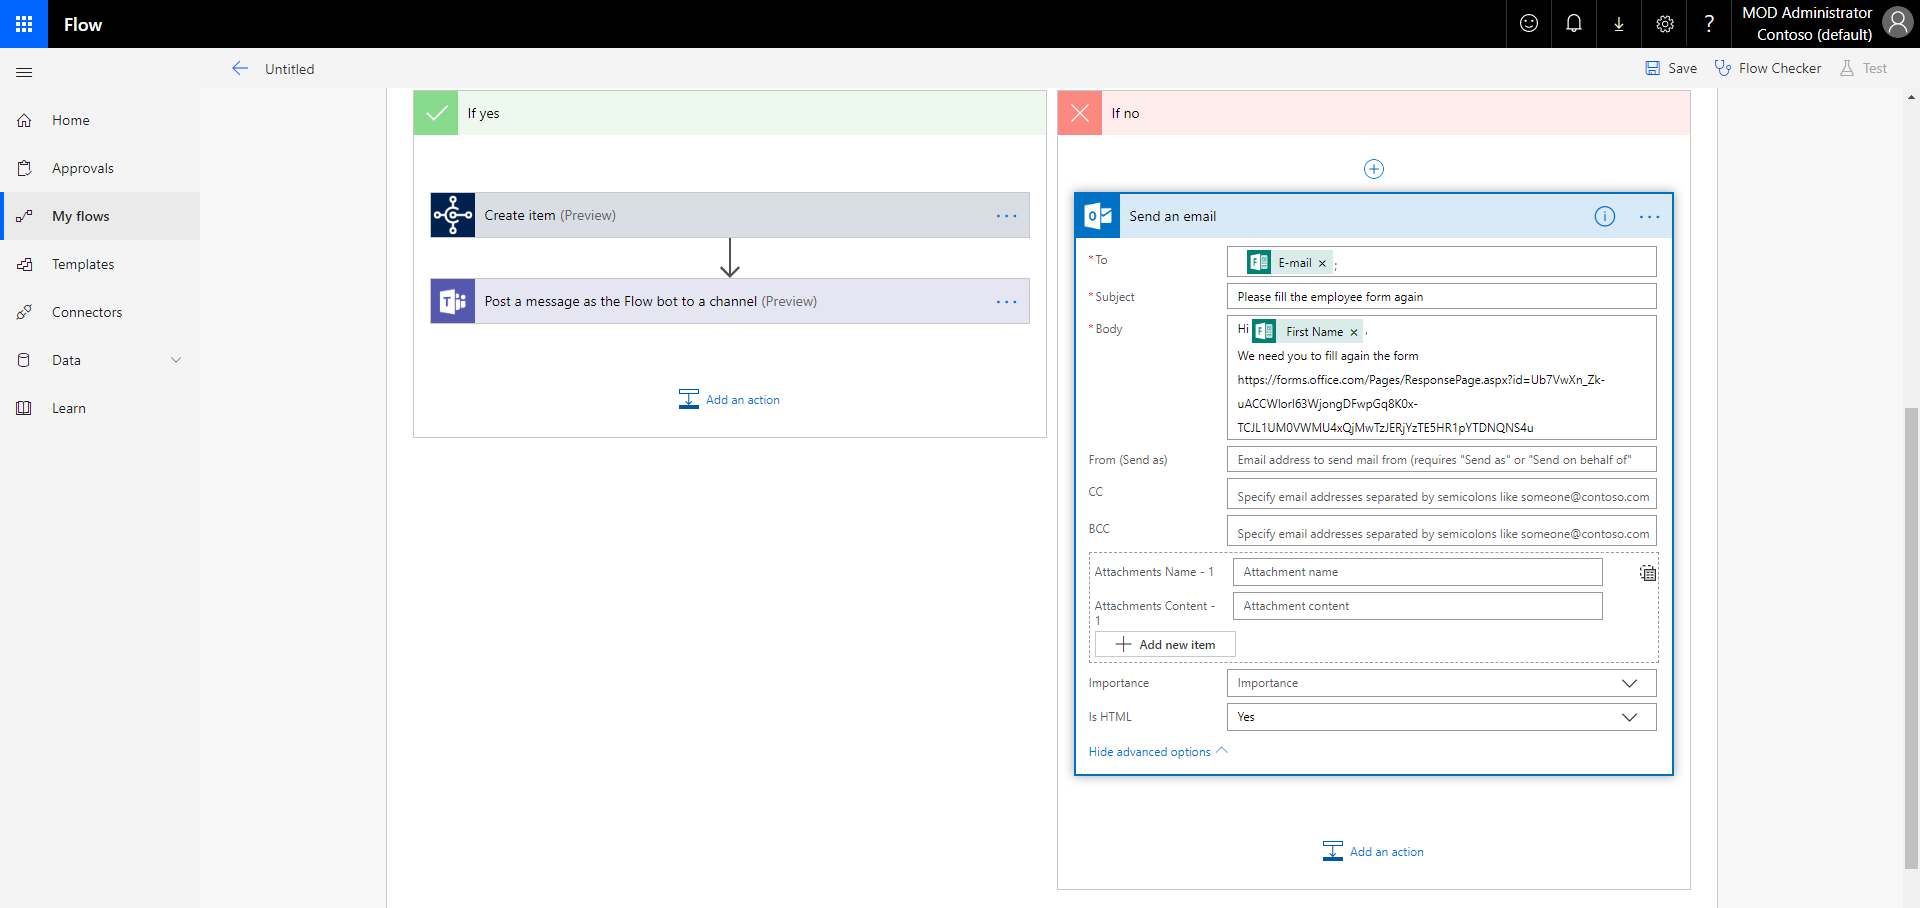 Flow
MOD Administrator
Contoso (default)
Untitled
Save
Flow Checker
Test
Home
Approvals
My flows
Templates
Connectors
Data
Learn
If yes
Create item (Preview)
Post a message as the Flow bot to a channel (Preview)
Add an action
If no
Send an email
* To
E-mail × ;
* Subject
Please fill the employee form again
* Body
Hi First Name × ,
We need you to fill again the form
https://forms.office.com/Pages/ResponsePage.aspx?id=Ub7VwXn_Zk-
uACCWlorl63WjongDFwpGq8K0x-
TCJL1UM0VWMU4xQjMwTzJERjYzTE5HR1pYTDNQNS4u
From (Send as)
Email address to send mail from (requires "Send as" or "Send on behalf of"
CC
Specify email addresses separated by semicolons like someone@contoso.com
BCC
Specify email addresses separated by semicolons like someone@contoso.com
Attachments Name - 1
Attachment name
Attachments Content -
1
Attachment content
Add new item
Importance
Importance
Is HTML
Yes
Hide advanced options
Add an action